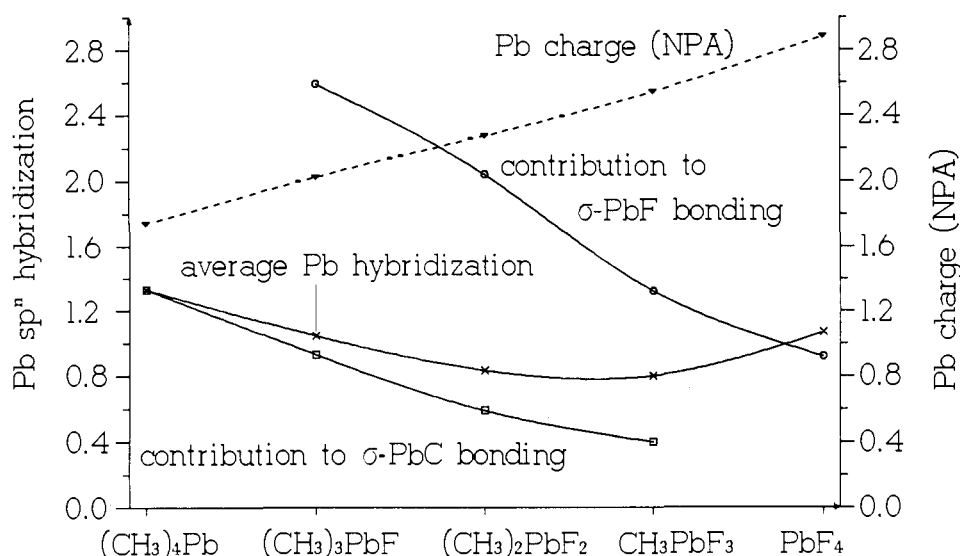 Pb charge (NPA)
contribution to
σ-PbF bonding
average Pb hybridization
contribution to σ-PbC bonding
Pb spⁿ hybridization
2.8
2.4
2.0
1.6
1.2
0.8
0.4
0.0
2.8
2.4
2.0
1.6
1.2
0.8
0.4
0.0
Pb charge (NPA)
(CH₃)₄Pb (CH₃)₃PbF (CH₃)₂PbF₂ CH₃PbF₃ PbF₄